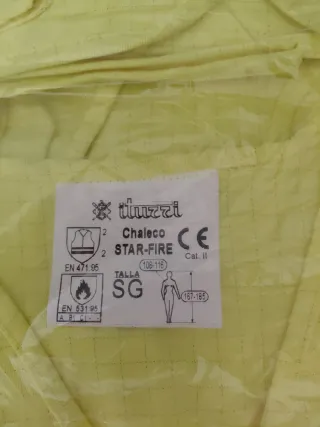 iturri
Chaleco
STAR-FIRE
CE
Cat. II
2
2
EN 471:95
TALLA
SG
108-116
167-185
EN 531:95